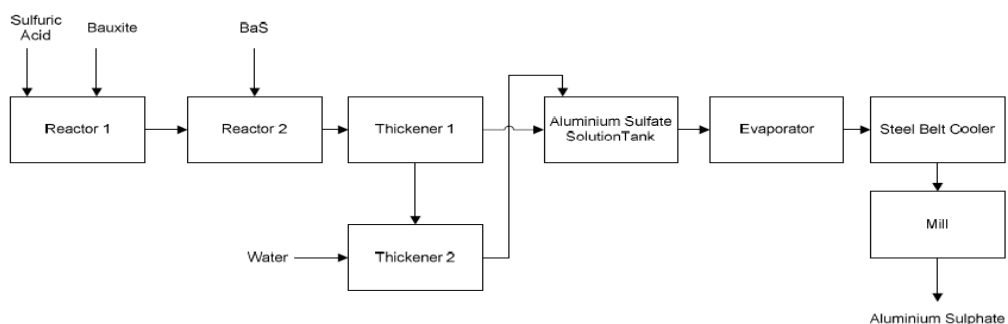 Sulfuric
Acid
Bauxite
BaS
Reactor 1
Reactor 2
Thickener 1
Aluminium Sulfate
SolutionTank
Evaporator
Steel Belt Cooler
Mill
Water
Thickener 2
Aluminium Sulphate